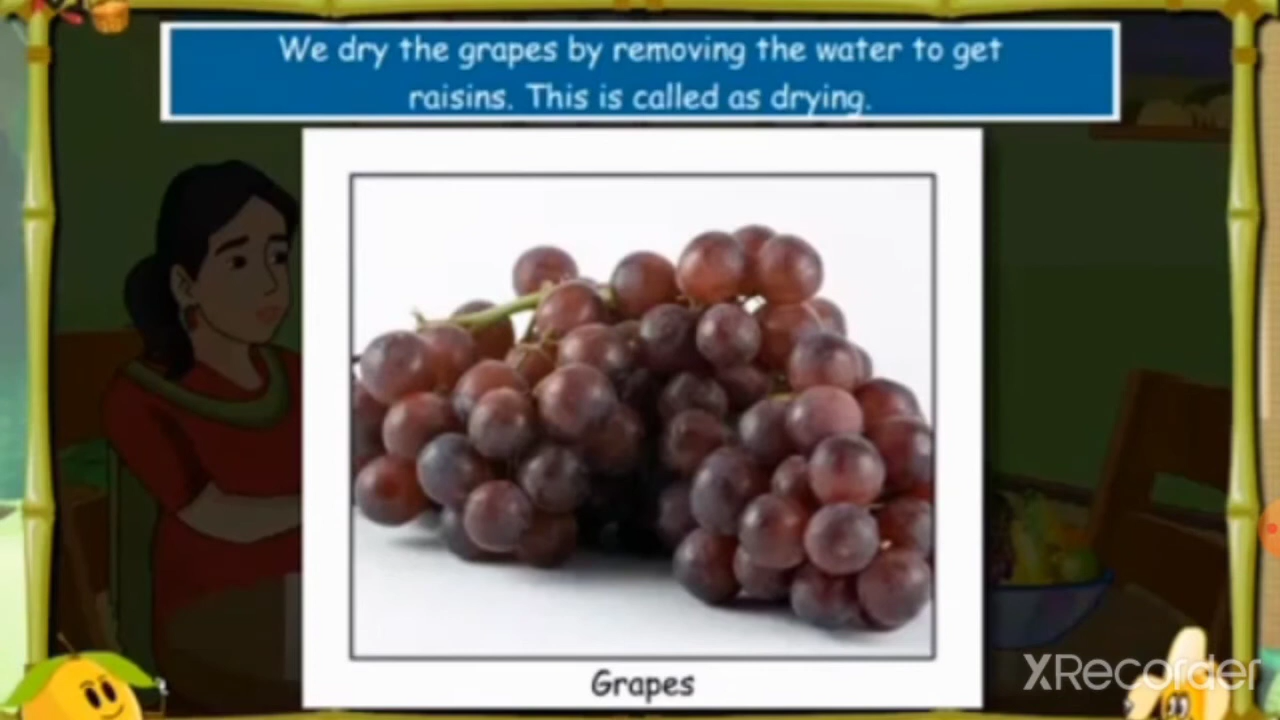 We dry the grapes by removing the water to get
raisins. This is called as drying.
Grapes
XRecorder